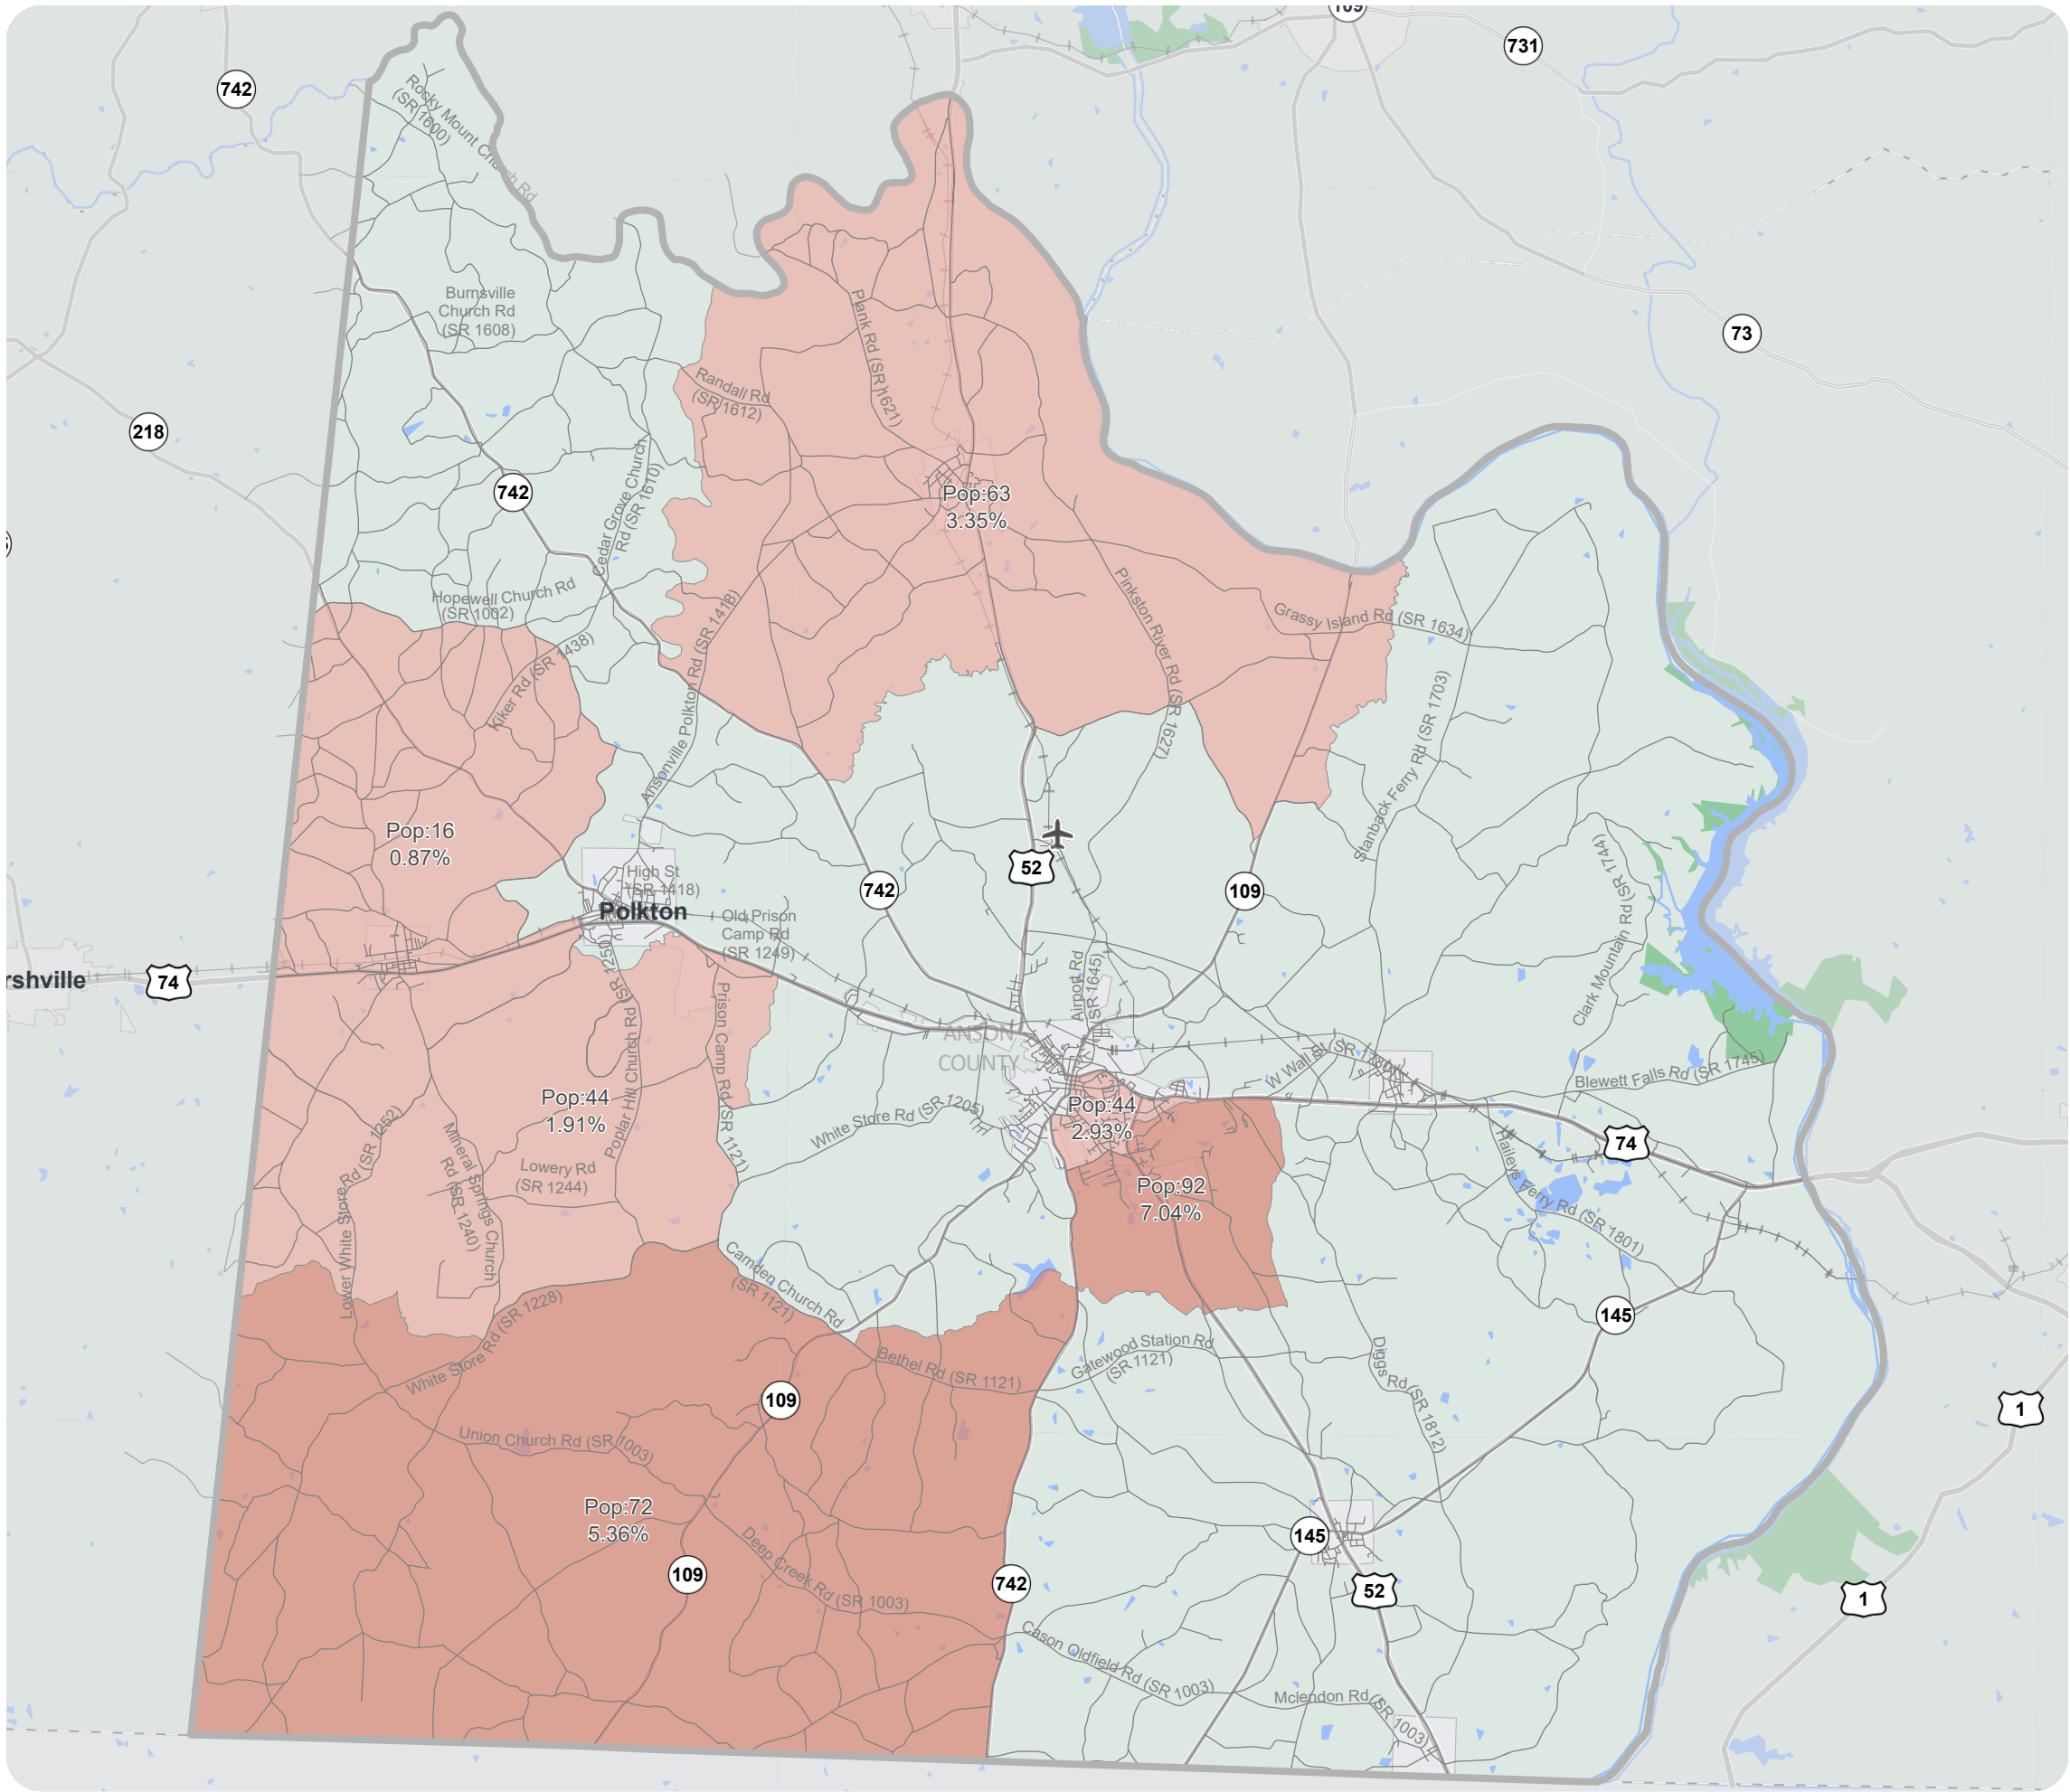 109
731
742
Rocky Mount Church Rd
(SR 1600)
Burnsville
Church Rd
(SR 1608)
73
Plank Rd (SR 1621)
Randall Rd
(SR 1612)
218
742
Pop:63
3.35%
Cedar Grove Church
Rd (SR 1610)
Hopewell Church Rd
(SR 1002)
Kiker Rd (SR 1438)
Ansonville Polkton Rd (SR 1418)
Pinkston River Rd (SR 1627)
Grassy Island Rd (SR 1634)
Stanback Ferry Rd (SR 1703)
Pop:16
0.87%
High St
(SR 1418)
Polkton
Old Prison
Camp Rd
(SR 1249)
742
52
109
Clark Mountain Rd (SR 1744)
rshville
74
Airport Rd
(SR 1645)
ANSON
COUNTY
W Wall St (SR 1730)
Blewett Falls Rd (SR 1745)
Poplar Hill Church Rd (SR 1250)
Prison Camp Rd (SR 1121)
Pop:44
1.91%
White Store Rd (SR 1205)
Pop:44
2.93%
74
Lower White Store Rd (SR 1252)
Mineral Springs Church
Rd (SR 1240)
Lowery Rd
(SR 1244)
Pop:92
7.04%
Haileys Ferry Rd (SR 1801)
Camden Church Rd
(SR 1121)
145
White Store Rd (SR 1228)
Bethel Rd (SR 1121)
Gatewood Station Rd
(SR 1121)
Diggs Rd (SR 1812)
109
1
Union Church Rd (SR 1003)
Pop:72
5.36%
Deep Creek Rd (SR 1003)
109
742
145
52
1
Cason Oldfield Rd (SR 1003)
Mclendon Rd (SR 1003)